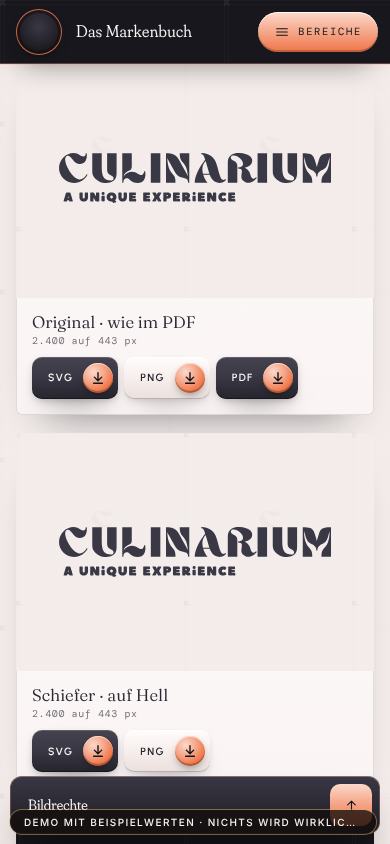 Das Markenbuch
BEREICHE
CULINARIUM
A UNiQUE EXPERiENCE
Original · wie im PDF
2.400 auf 443 px
SVG
PNG
PDF
CULINARIUM
A UNiQUE EXPERiENCE
Schiefer · auf Hell
2.400 auf 443 px
SVG
PNG
Bildrechte
DEMO MIT BEISPIELWERTEN · NICHTS WIRD WIRKLIC…